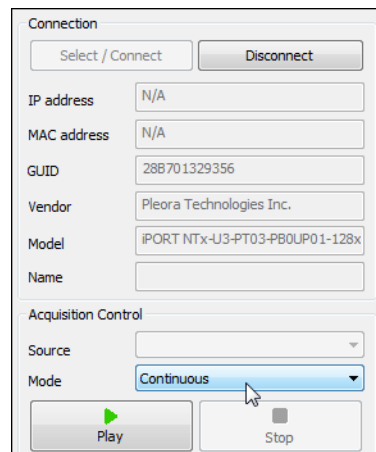 Connection
Select / Connect Disconnect
IP address N/A
MAC address N/A
GUID 28B701329356
Vendor Pleora Technologies Inc.
Model iPORT NTx-U3-PT03-PB0UP01-128x
Name
Acquisition Control
Source
Mode Continuous
Play Stop